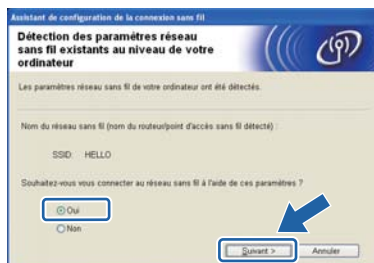 Assistant de configuration de la connexion sans fil
Détection des paramètres réseau
sans fil existants au niveau de votre
ordinateur
Les paramètres réseau sans fil de votre ordinateur ont été détectés.
Nom du réseau sans fil (nom du routeur/point d'accès sans fil détecté) :
SSID: HELLO
Souhaitez-vous vous connecter au réseau sans fil à l'aide de ces paramètres ?
Oui
Non
Suivant > Annuler